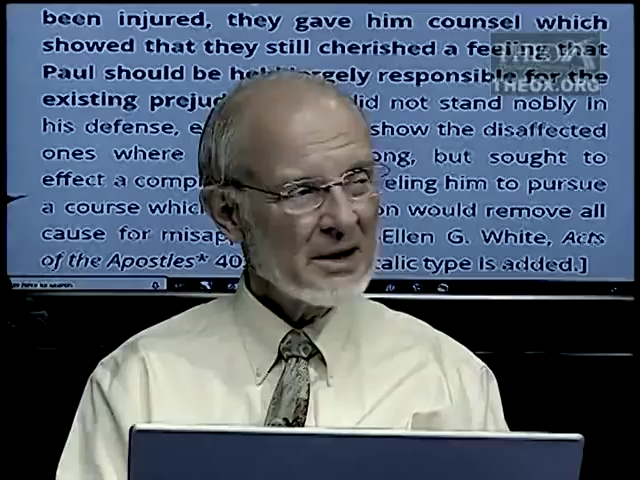 been injured, they gave him counsel which
showed that they still cherished a feeling that
Paul should be held largely responsible for the
existing prejud did not stand nobly in
his defense, e show the disaffected
ones where ong, but sought to
effect a comp eling him to pursue
a course whic on would remove all
cause for misap Ellen G. White, Acts
of the Apostles* 40 talic type is added.]
THEOX.ORG